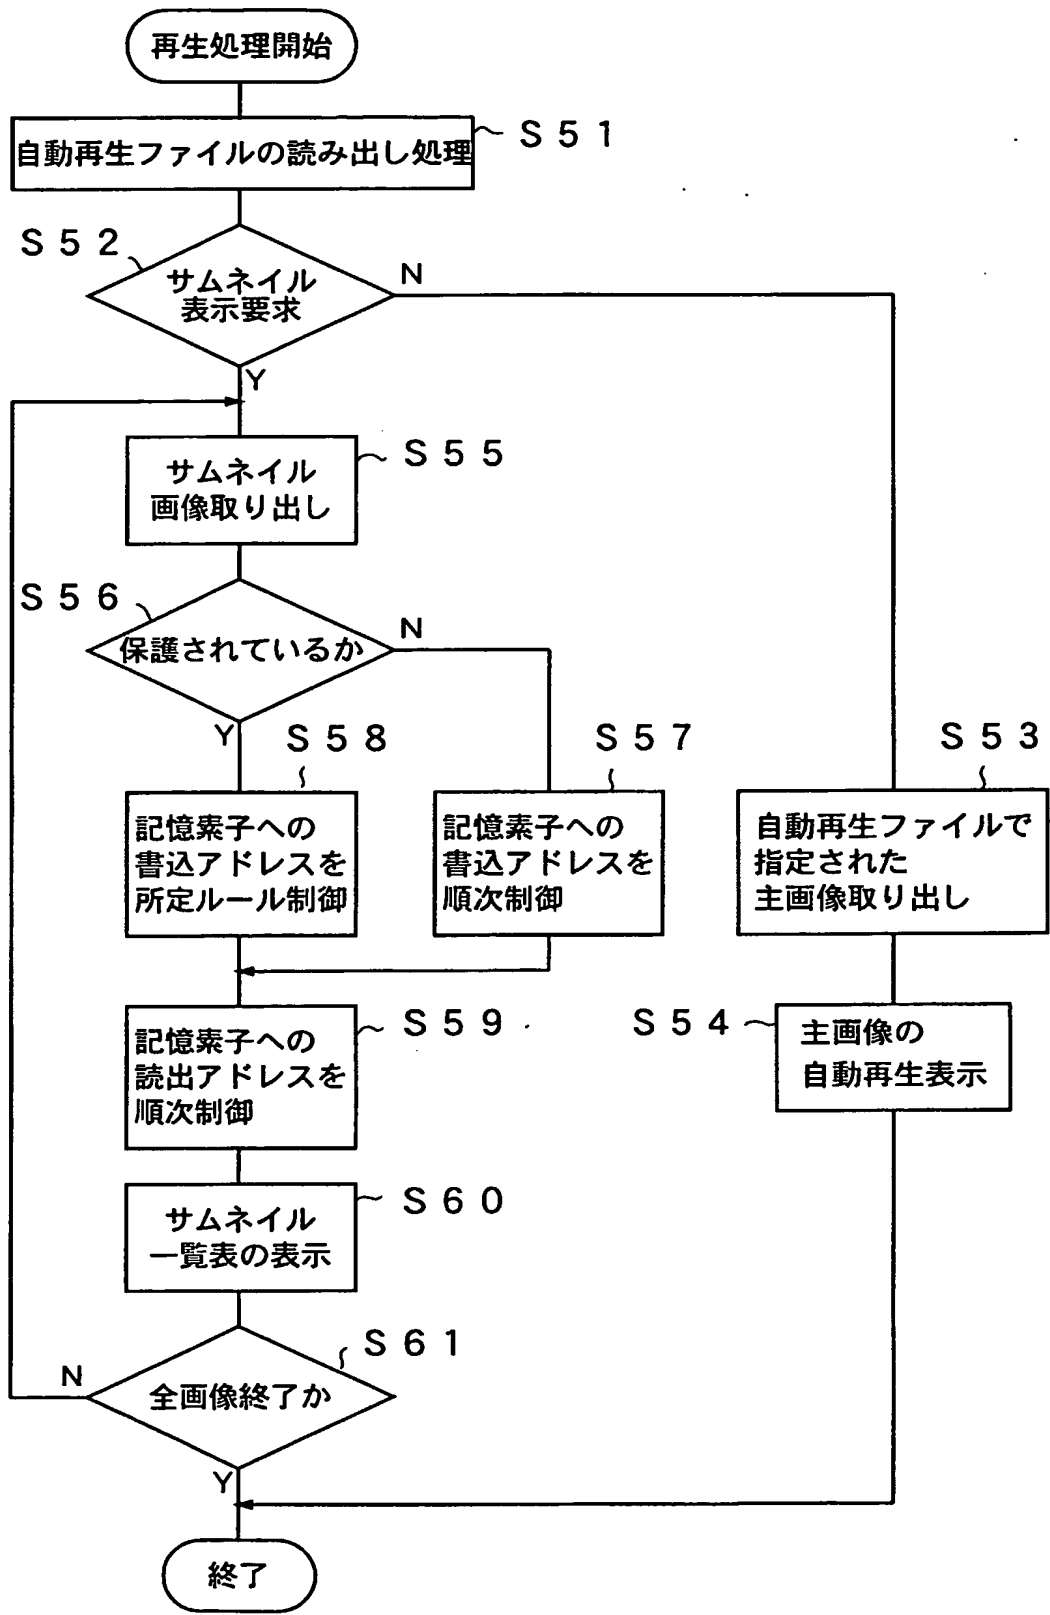 再生処理開始
S51
自動再生ファイルの読み出し処理
S52
サムネイル
表示要求
N
Y
S55
サムネイル
画像取り出し
S56
保護されているか
N
Y
S58
記憶素子への
書込アドレスを
所定ルール制御
S57
記憶素子への
書込アドレスを
順次制御
S53
自動再生ファイルで
指定された
主画像取り出し
S59
記憶素子への
読出アドレスを
順次制御
S54
主画像の
自動再生表示
S60
サムネイル
一覧表の表示
S61
全画像終了か
N
Y
終了